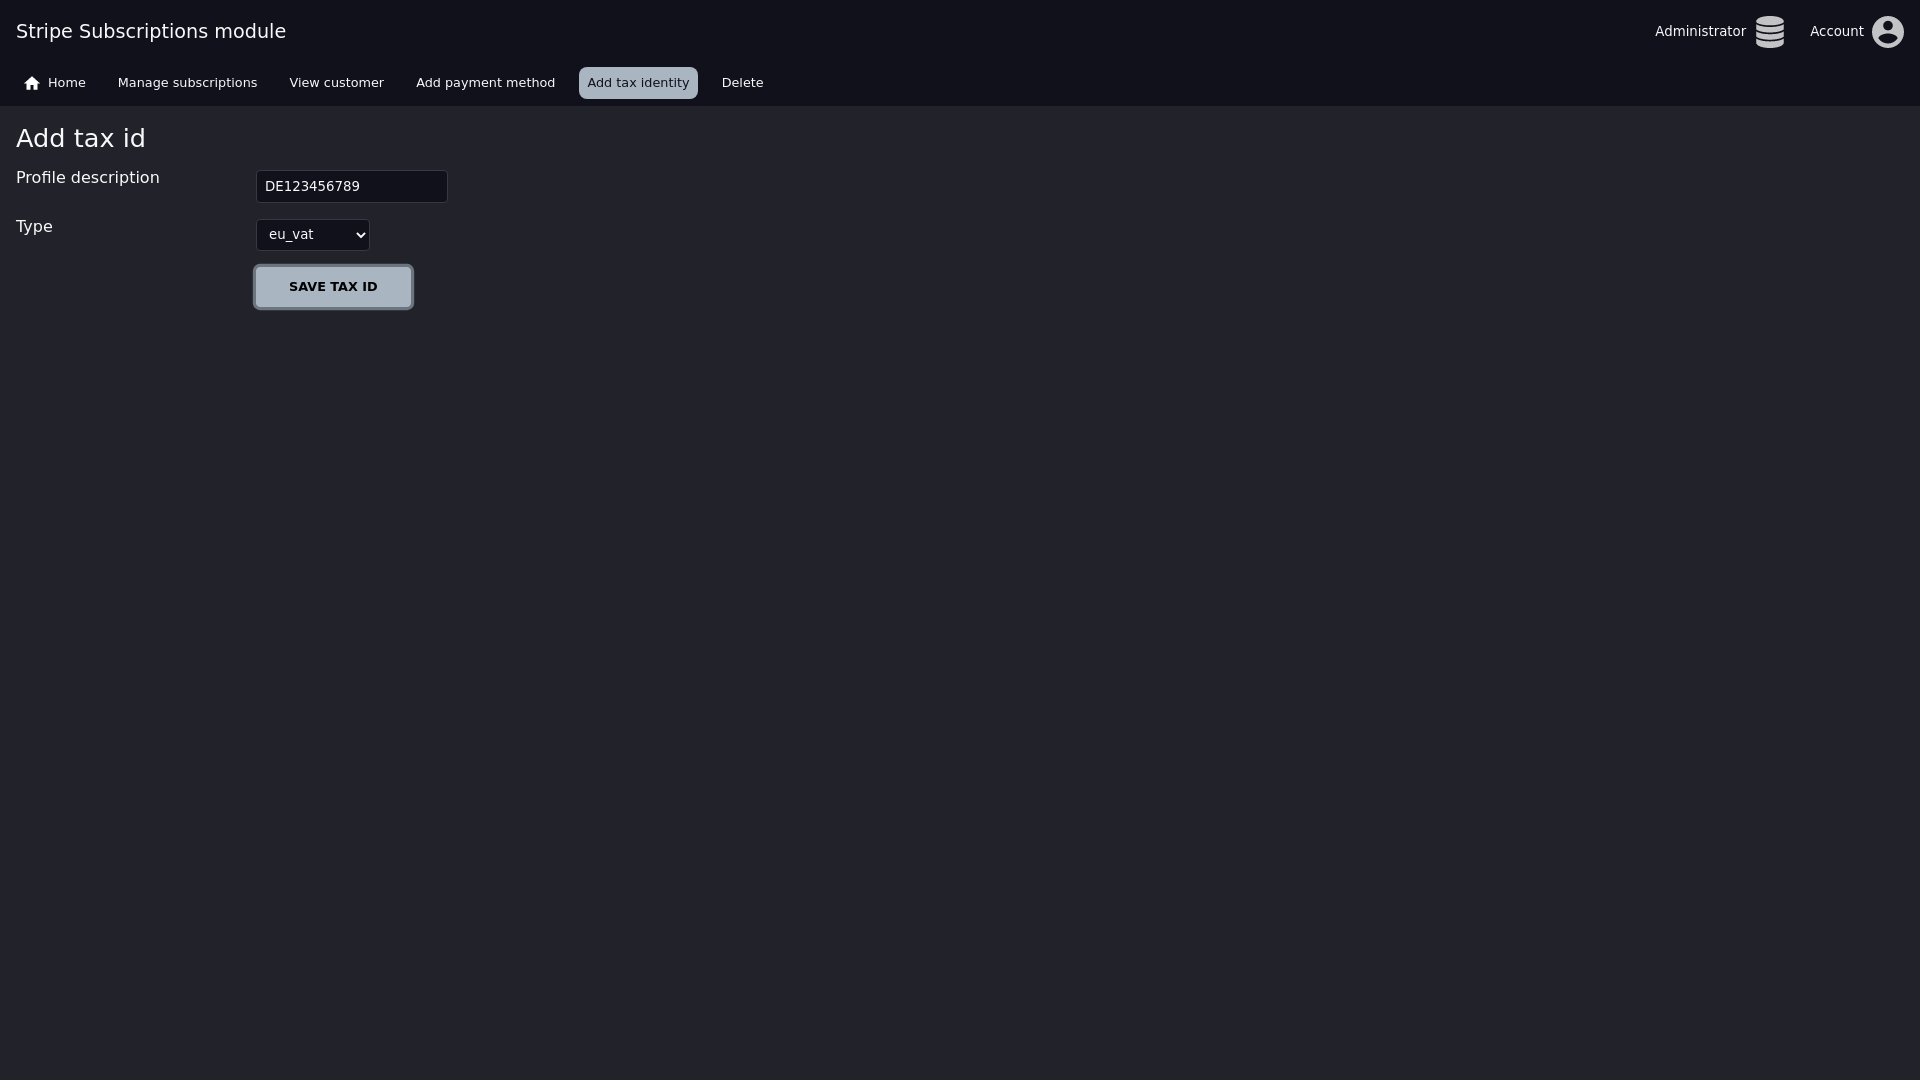 Stripe Subscriptions module
Administrator
Account
Home
Manage subscriptions
View customer
Add payment method
Add tax identity
Delete
Add tax id
Profile description
DE123456789
Type
eu_vat
SAVE TAX ID